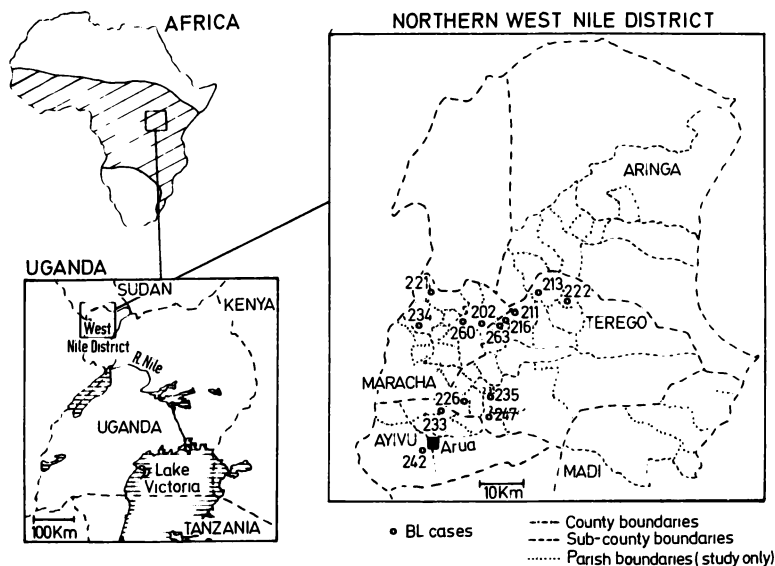 AFRICA
UGANDA
SUDAN
KENYA
West
Nile District
R. Nile
UGANDA
Lake
Victoria
TANZANIA
100Km
NORTHERN WEST NILE DISTRICT
ARINGA
221
213
222
202
211
234
260
216
263
TEREGO
MARACHA
226
235
233
247
AYIVU
Arua
242
MADI
10Km
BL cases
County boundaries
Sub-county boundaries
Parish boundaries (study only)